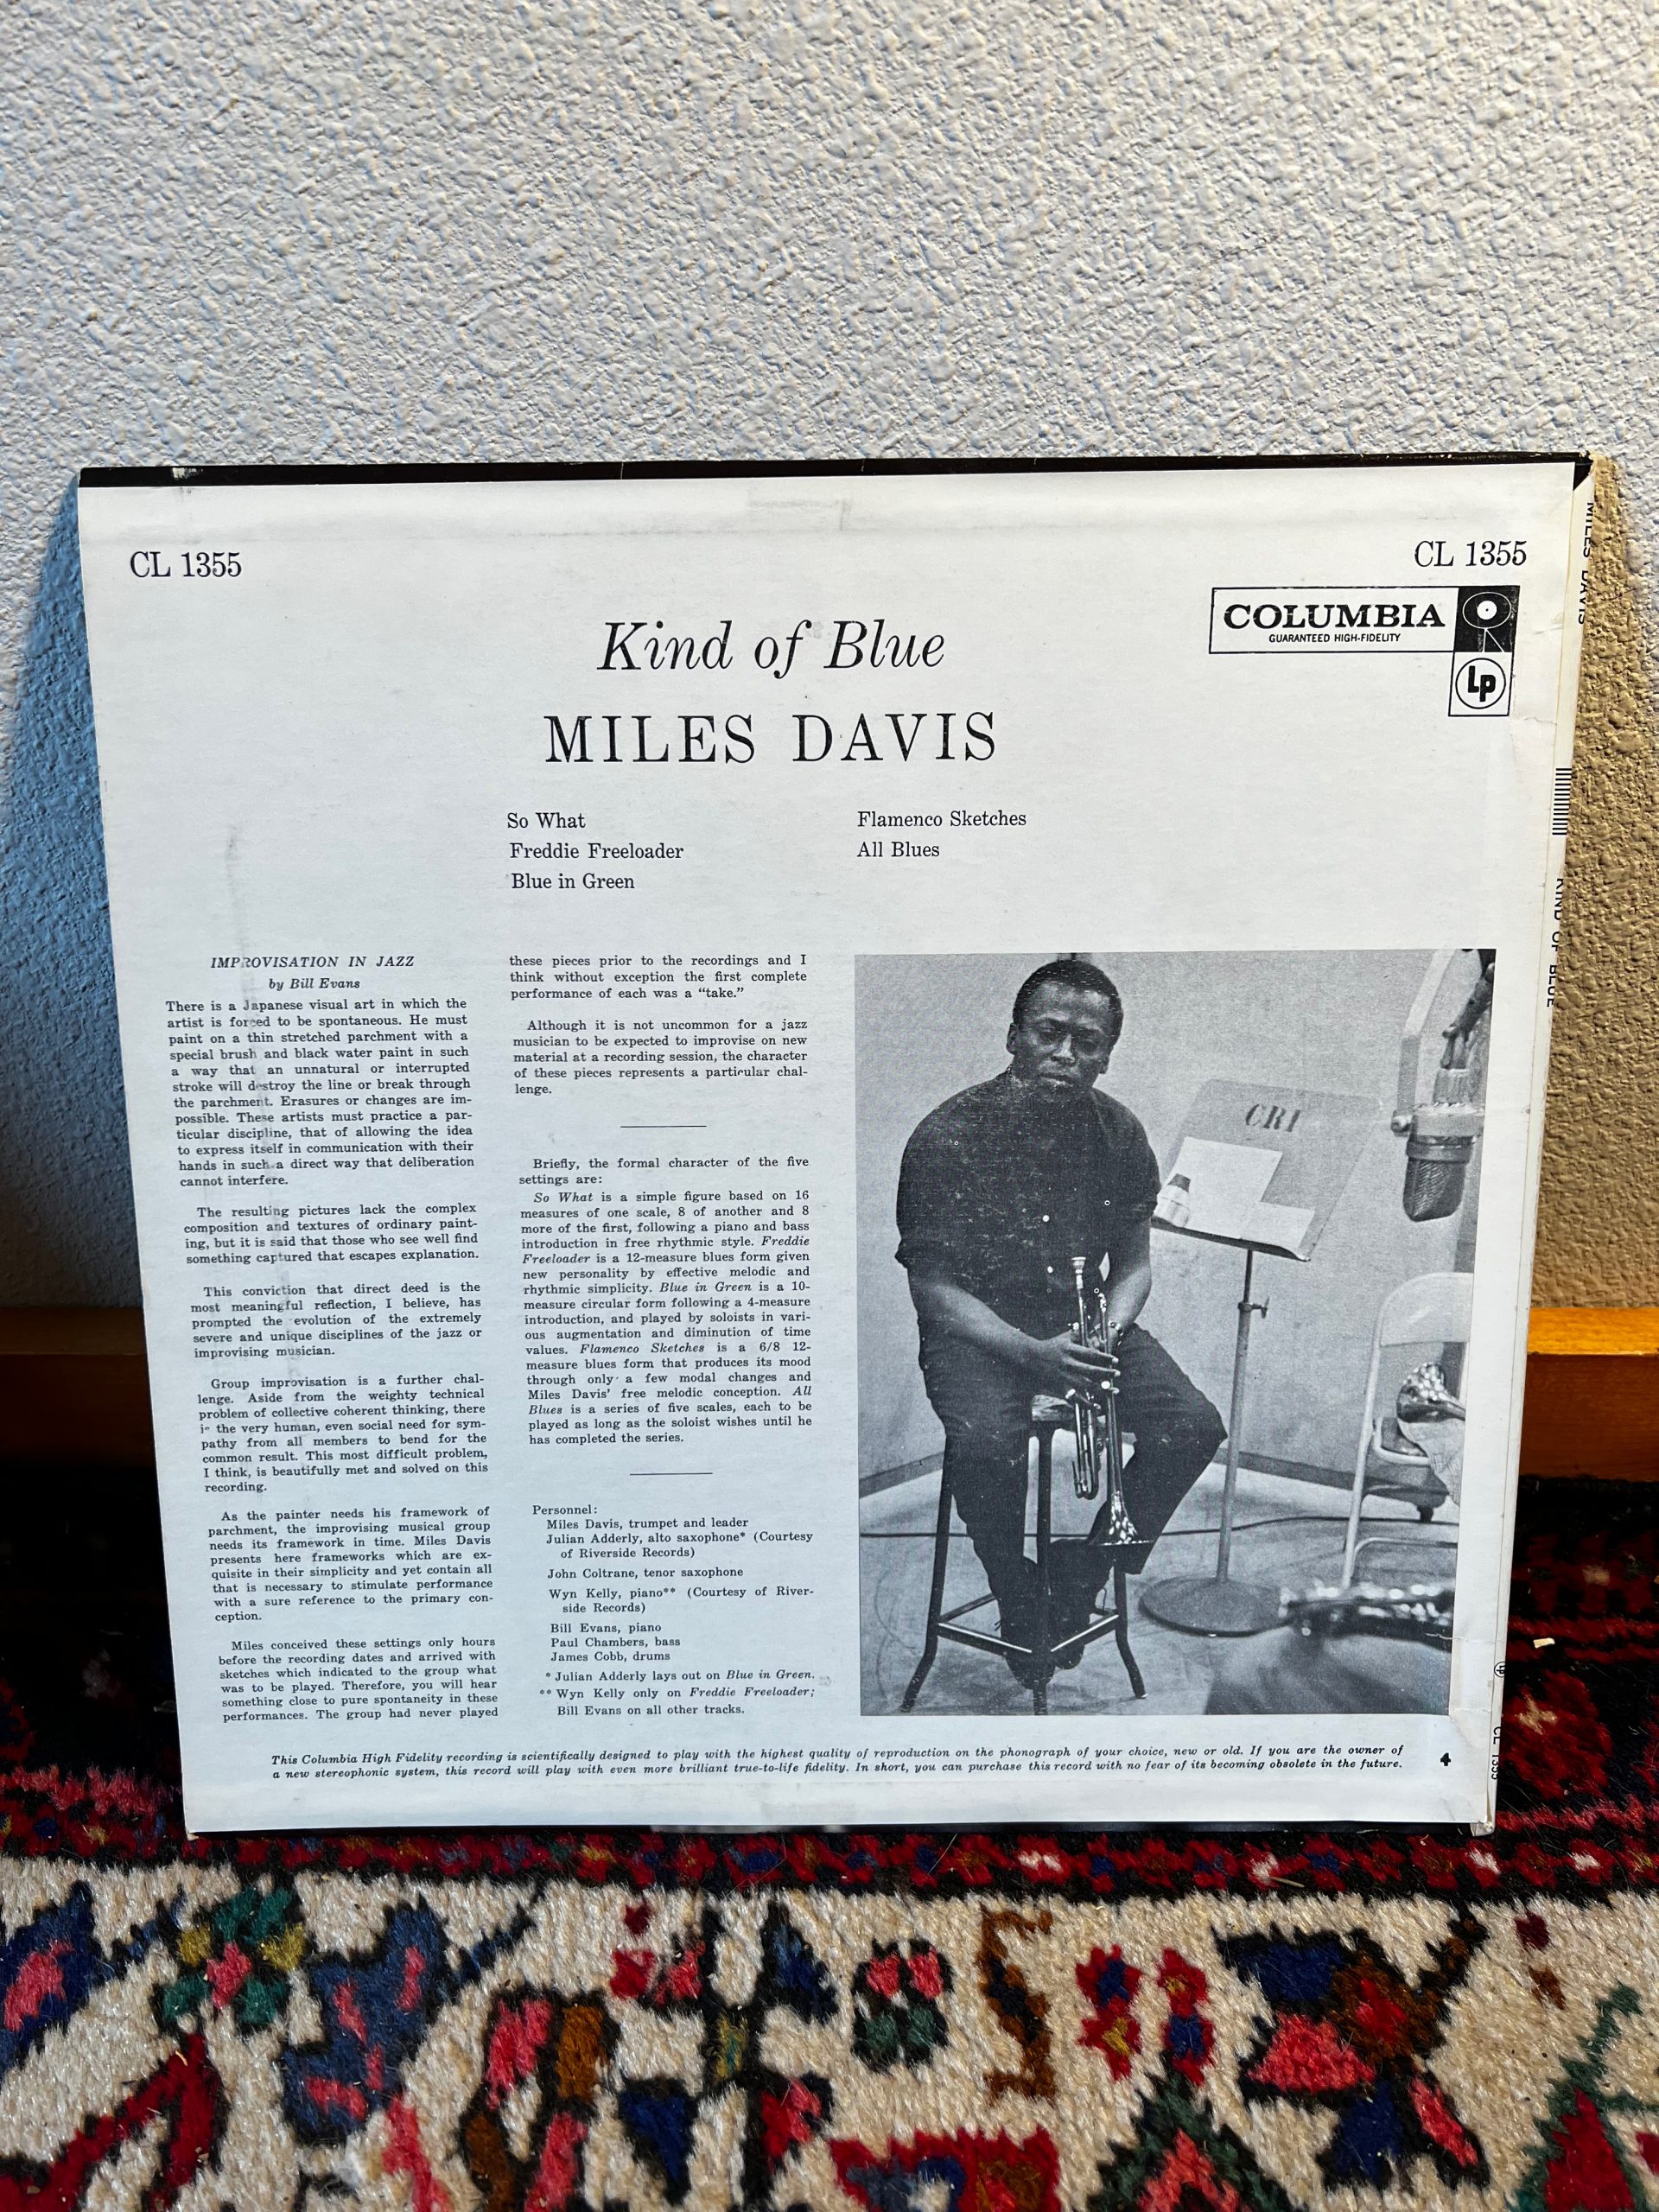 CL 1355
CL 1355
COLUMBIA
GUARANTEED HIGH-FIDELITY
Lp
Kind of Blue
MILES DAVIS
So What
Freddie Freeloader
Blue in Green
Flamenco Sketches
All Blues
IMPROVISATION IN JAZZ
by Bill Evans
There is a Japanese visual art in which the
artist is forced to be spontaneous. He must
paint on a thin stretched parchment with a
special brush and black water paint in such
a way that an unnatural or interrupted
stroke will destroy the line or break through
the parchment. Erasures or changes are im-
possible. These artists must practice a par-
ticular discipline, that of allowing the idea
to express itself in communication with their
hands in such a direct way that deliberation
cannot interfere.
The resulting pictures lack the complex
composition and textures of ordinary paint-
ing, but it is said that those who see well find
something captured that escapes explanation.
This conviction that direct deed is the
most meaningful reflection, I believe, has
prompted the evolution of the extremely
severe and unique disciplines of the jazz or
improvising musician.
Group improvisation is a further chal-
lenge. Aside from the weighty technical
problem of collective coherent thinking, there
is the very human, even social need for sym-
pathy from all members to bend for the
common result. This most difficult problem,
I think, is beautifully met and solved on this
recording.
As the painter needs his framework of
parchment, the improvising musical group
needs its framework in time. Miles Davis
presents here frameworks which are ex-
quisite in their simplicity and yet contain all
that is necessary to stimulate performance
with a sure reference to the primary con-
ception.
Miles conceived these settings only hours
before the recording dates and arrived with
sketches which indicated to the group what
was to be played. Therefore, you will hear
something close to pure spontaneity in these
performances. The group had never played
these pieces prior to the recordings and I
think without exception the first complete
performance of each was a “take.”
Although it is not uncommon for a jazz
musician to be expected to improvise on new
material at a recording session, the character
of these pieces represents a particular chal-
lenge.
Briefly, the formal character of the five
settings are:
So What is a simple figure based on 16
measures of one scale, 8 of another and 8
more of the first, following a piano and bass
introduction in free rhythmic style. Freddie
Freeloader is a 12-measure blues form given
new personality by effective melodic and
rhythmic simplicity. Blue in Green is a 10-
measure circular form following a 4-measure
introduction, and played by soloists in vari-
ous augmentation and diminution of time
values. Flamenco Sketches is a 6/8 12-
measure blues form that produces its mood
through only a few modal changes and
Miles Davis' free melodic conception. All
Blues is a series of five scales, each to be
played as long as the soloist wishes until he
has completed the series.
Personnel:
Miles Davis, trumpet and leader
Julian Adderly, alto saxophone* (Courtesy
of Riverside Records)
John Coltrane, tenor saxophone
Wyn Kelly, piano** (Courtesy of River-
side Records)
Bill Evans, piano
Paul Chambers, bass
James Cobb, drums
* Julian Adderly lays out on Blue in Green.
** Wyn Kelly only on Freddie Freeloader;
Bill Evans on all other tracks.
CRI
This Columbia High Fidelity recording is scientifically designed to play with the highest quality of reproduction on the phonograph of your choice, new or old. If you are the owner of
a new stereophonic system, this record will play with even more brilliant true-to-life fidelity. In short, you can purchase this record with no fear of its becoming obsolete in the future.
4
MILES DAVIS
KIND OF BLUE
CL 1355